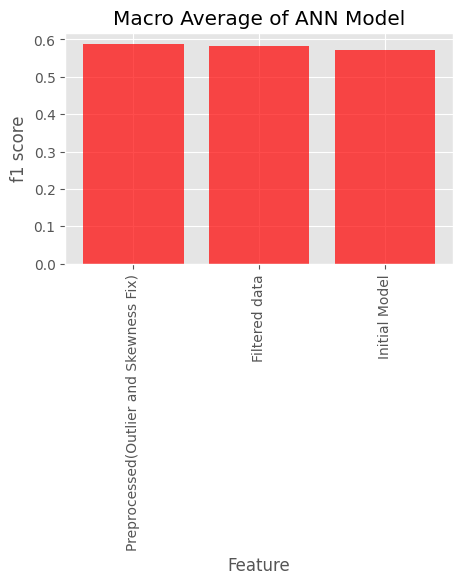 Macro Average of ANN Model
f1 score
0.6
0.5
0.4
0.3
0.2
0.1
0.0
Preprocessed(Outlier and Skewness Fix)
Filtered data
Initial Model
Feature